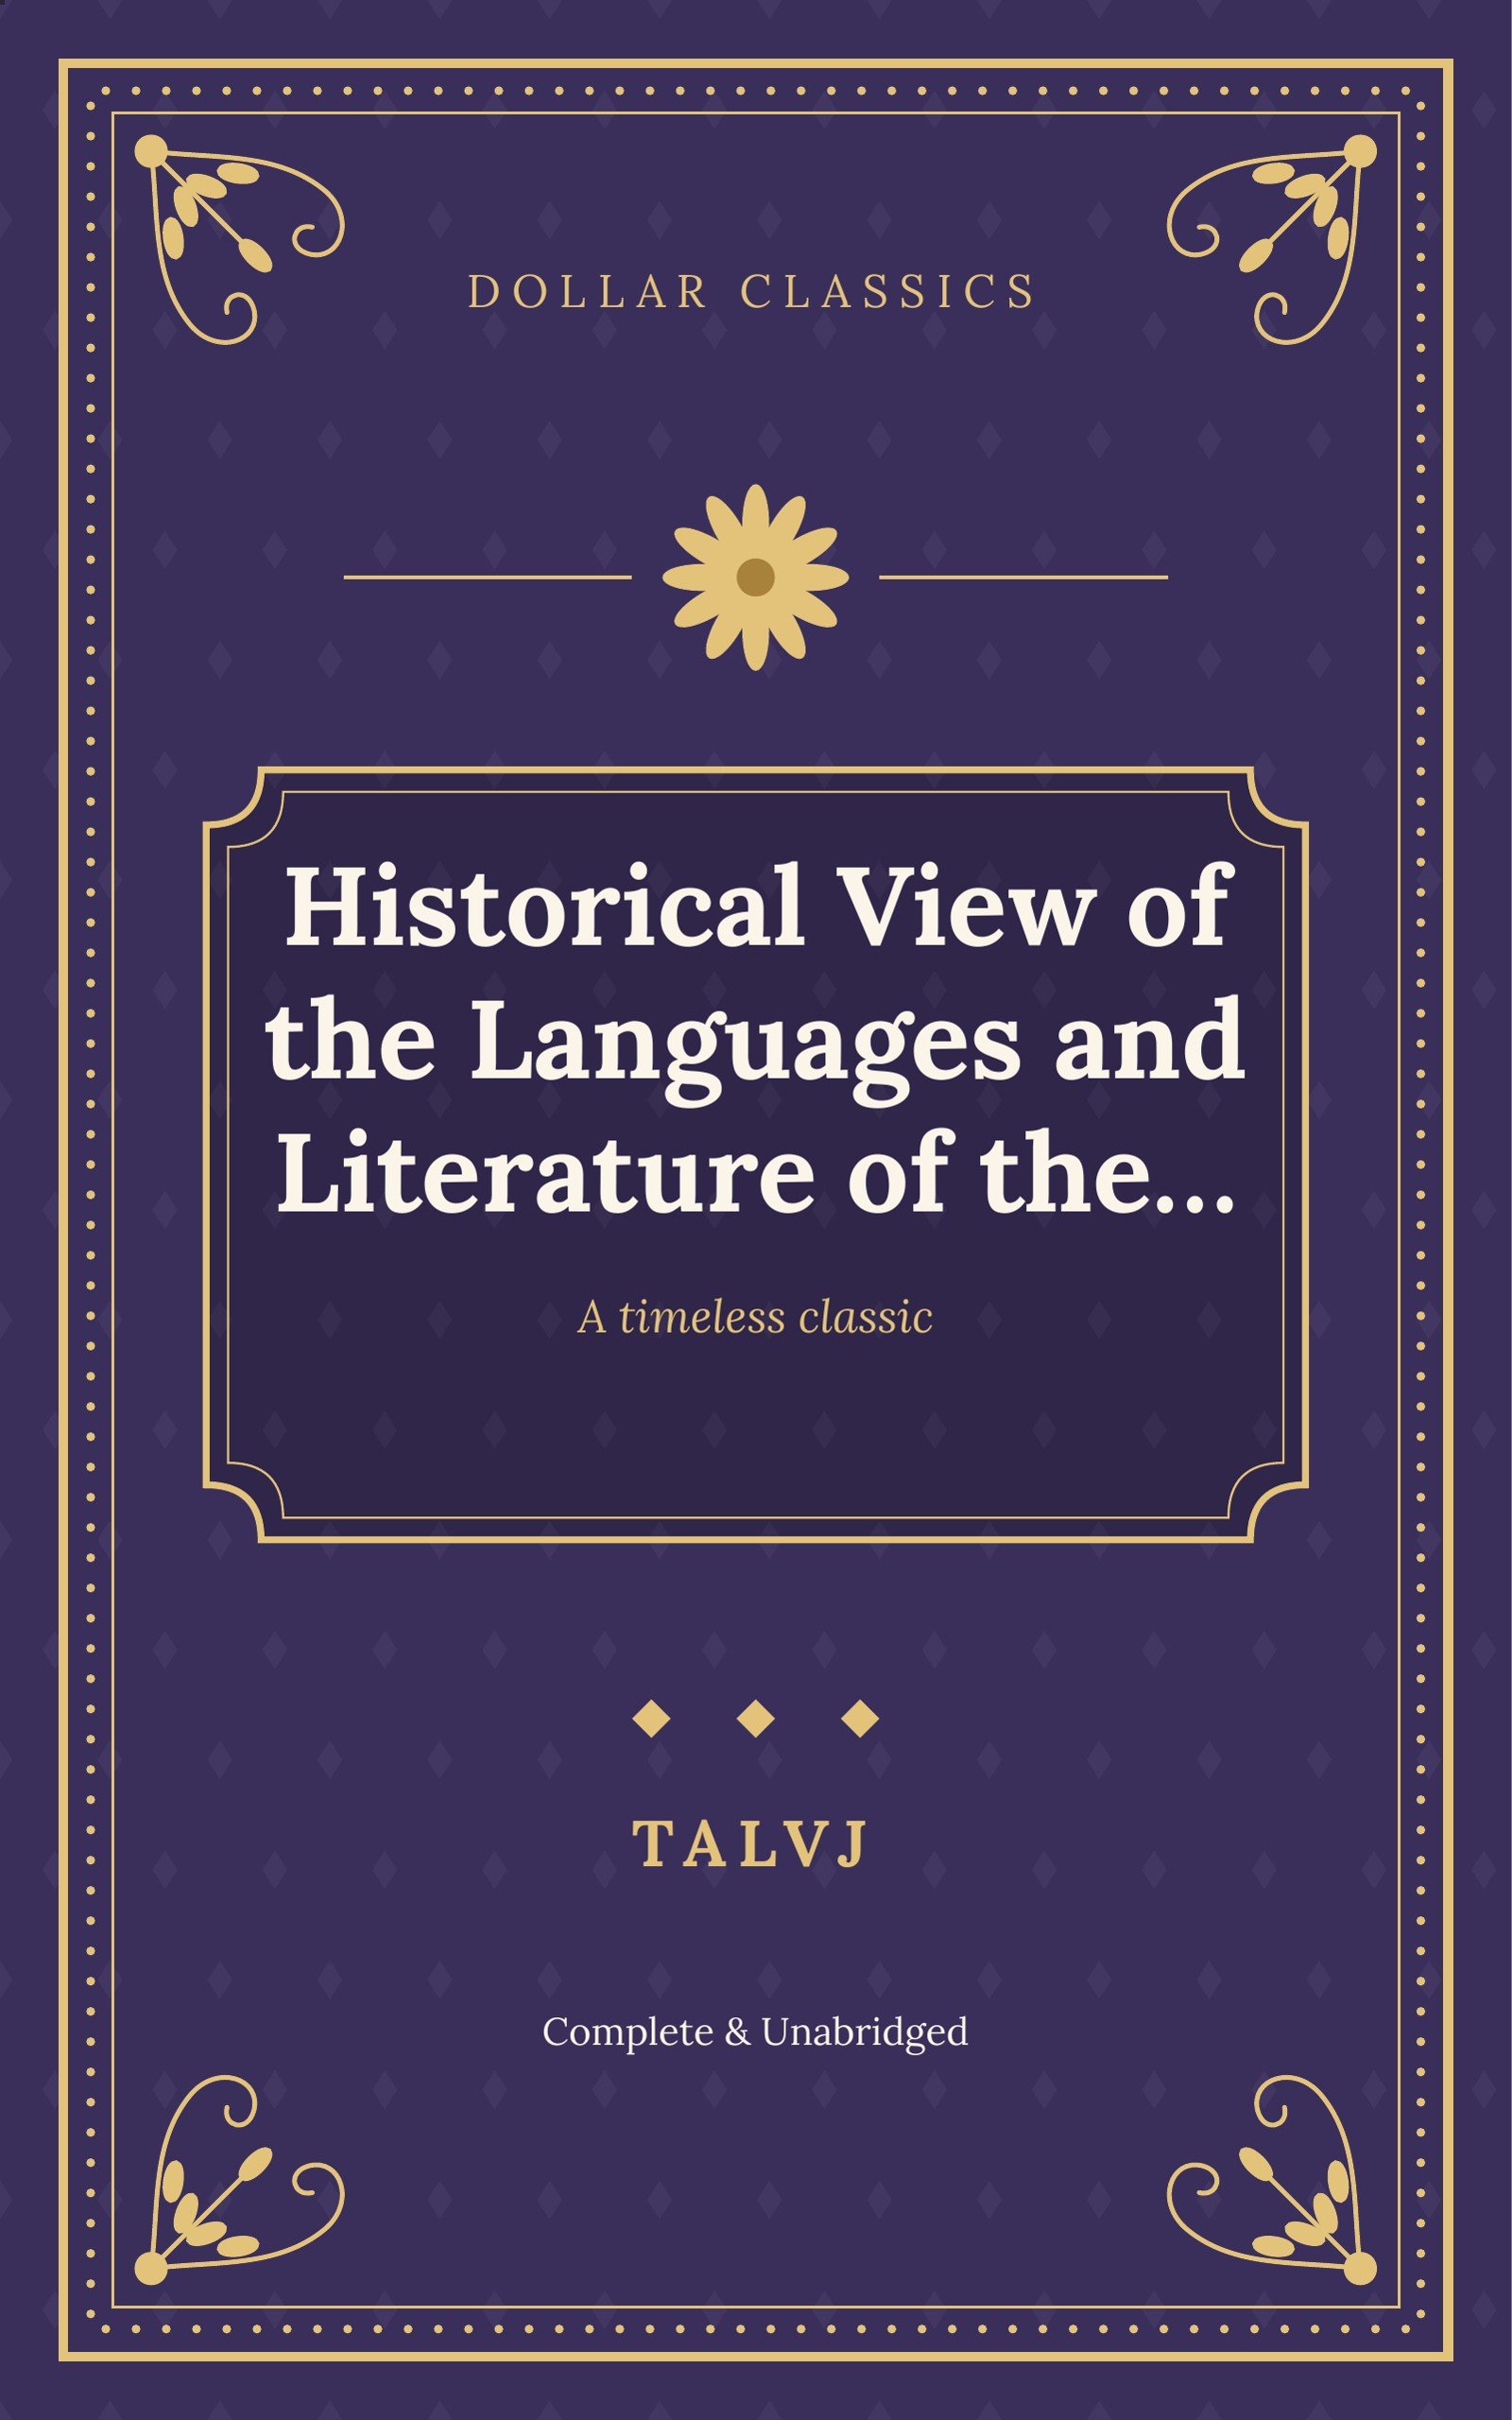 DOLLAR CLASSICS
Historical View of
the Languages and
Literature of the...
A timeless classic
TALVJ
Complete & Unabridged